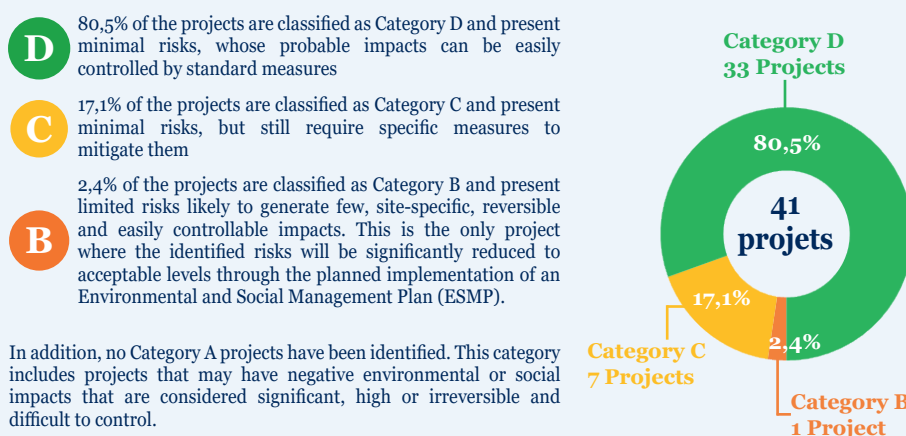 D
80,5% of the projects are classified as Category D and present
minimal risks, whose probable impacts can be easily
controlled by standard measures
C
17,1% of the projects are classified as Category C and present
minimal risks, but still require specific measures to
mitigate them
B
2,4% of the projects are classified as Category B and present
limited risks likely to generate few, site-specific, reversible
and easily controllable impacts. This is the only project
where the identified risks will be significantly reduced to
acceptable levels through the planned implementation of an
Environmental and Social Management Plan (ESMP).
In addition, no Category A projects have been identified. This category
includes projects that may have negative environmental or social
impacts that are considered significant, high or irreversible and
difficult to control.
Category D
33 Projects
80,5%
41
projets
17,1%
2,4%
Category C
7 Projects
Category B
1 Project